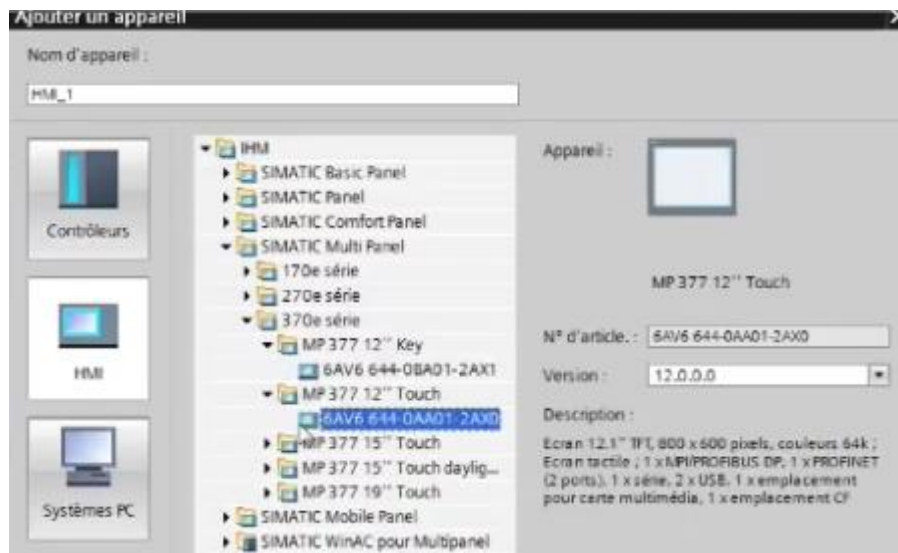 Ajouter un appareil
Nom d'appareil :
HMI_1
Contrôleurs
HMI
Systèmes PC
IHM
SIMATIC Basic Panel
SIMATIC Panel
SIMATIC Comfort Panel
SIMATIC Multi Panel
170e série
270e série
370e série
MP 377 12'' Key
6AV6 644-0BA01-2AX1
MP 377 12'' Touch
6AV6 644-0AA01-2AX0
MP 377 15'' Touch
MP 377 15'' Touch daylig...
MP 377 19'' Touch
SIMATIC Mobile Panel
SIMATIC WinAC pour Multipanel
Appareil :
MP 377 12'' Touch
N° d'article. : 6AV6 644-0AA01-2AX0
Version : 12.0.0.0
Description :
Ecran 12.1'' TFT, 800 x 600 pixels, couleurs 64k ;
Ecran tactile ; 1 x MPI/PROFIBUS DP, 1 x PROFINET
(2 ports), 1 x série, 2 x USB, 1 x emplacement
pour carte multimédia, 1 x emplacement CF